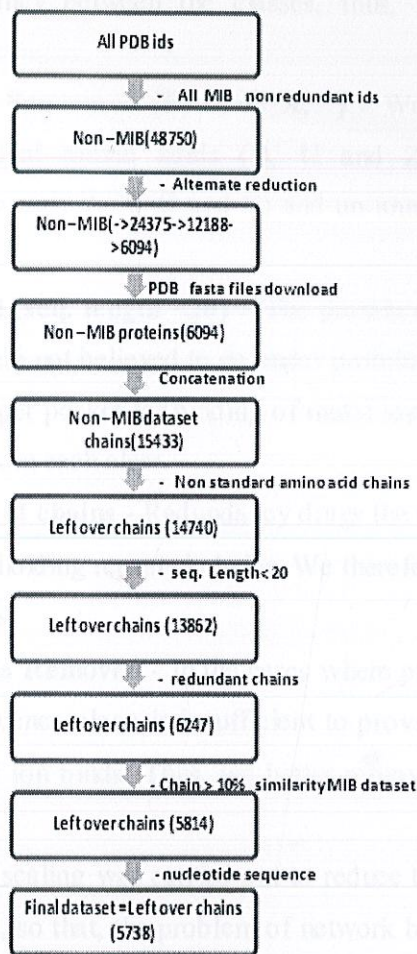 All PDB ids
- All MIB nonredundant ids
Non-MIB(48750)
- Alternate reduction
Non-MIB(->24375->12188-
>6094)
PDB fasta files download
Non-MIB proteins(6094)
Concatenation
Non-MIBdataset
chains(15433)
- Non standard amino acid chains
Left over chains (14740)
- seq. Length<20
Left over chains (13862)
- redundant chains
Left over chains (6247)
-Chain > 10% similarity MIB dataset
Left over chains (5814)
-nucleotide sequence
Final dataset =Left over chains
(5738)